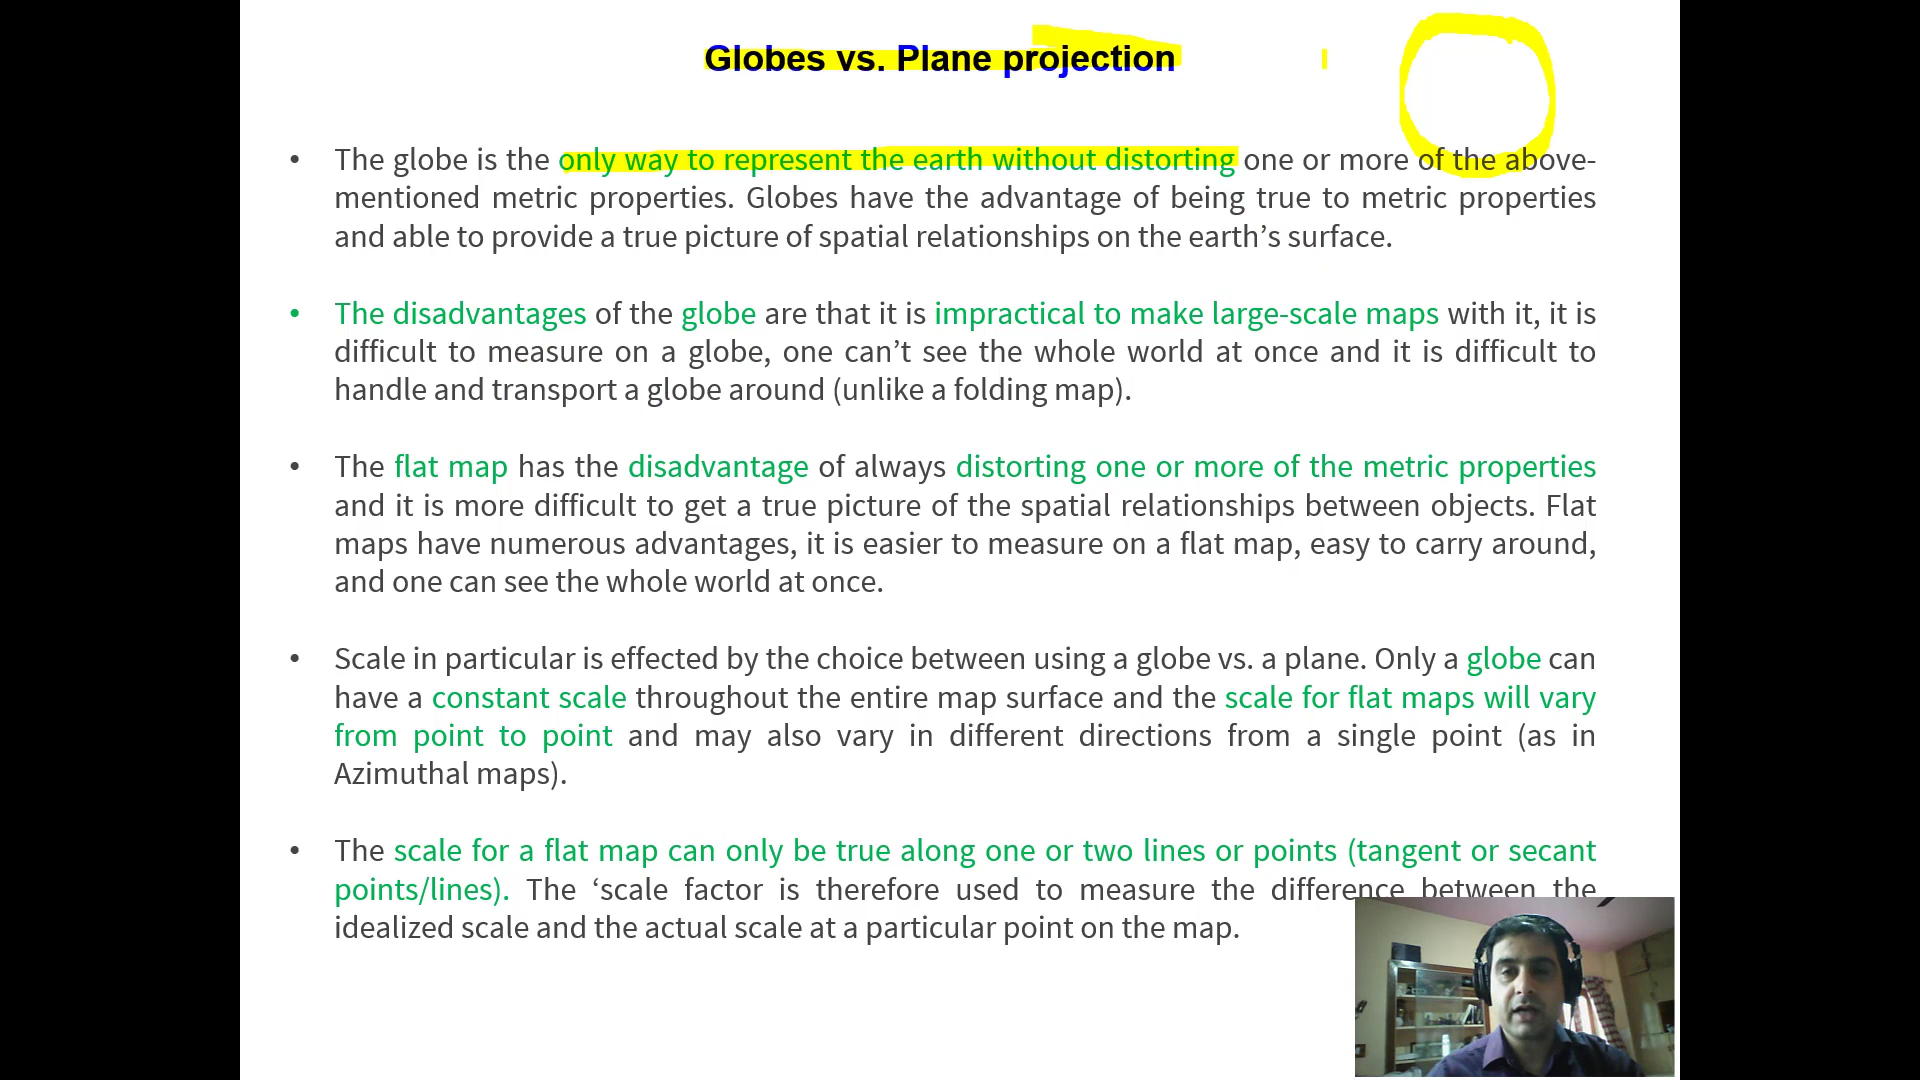 Globes vs. Plane projection
• The globe is the only way to represent the earth without distorting one or more of the above-
mentioned metric properties. Globes have the advantage of being true to metric properties
and able to provide a true picture of spatial relationships on the earth’s surface.
• The disadvantages of the globe are that it is impractical to make large-scale maps with it, it is
difficult to measure on a globe, one can’t see the whole world at once and it is difficult to
handle and transport a globe around (unlike a folding map).
• The flat map has the disadvantage of always distorting one or more of the metric properties
and it is more difficult to get a true picture of the spatial relationships between objects. Flat
maps have numerous advantages, it is easier to measure on a flat map, easy to carry around,
and one can see the whole world at once.
• Scale in particular is effected by the choice between using a globe vs. a plane. Only a globe can
have a constant scale throughout the entire map surface and the scale for flat maps will vary
from point to point and may also vary in different directions from a single point (as in
Azimuthal maps).
• The scale for a flat map can only be true along one or two lines or points (tangent or secant
points/lines). The ‘scale factor is therefore used to measure the difference between the
idealized scale and the actual scale at a particular point on the map.